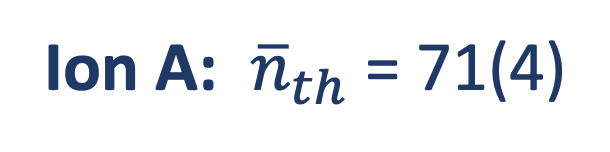 Ion A: n̄ₜₕ = 71(4)